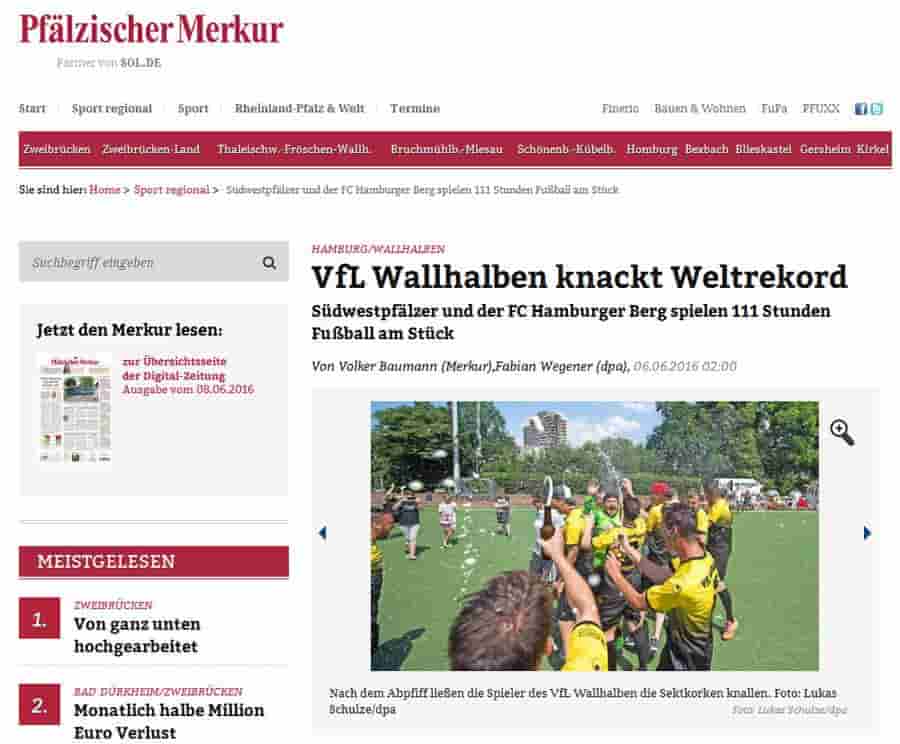 Pfälzischer Merkur
Partner von SOL.DE
Start Sport regional Sport Rheinland-Pfalz & Welt Termine Finerio Bauen & Wohnen FuPa PFUXX
Zweibrücken Zweibrücken-Land Thaleischw.-Fröschen-Wallh. Bruchmühlb.-Miesau Schönenb.-Kübelb. Homburg Bexbach Blieskastel Gersheim Kirkel
Sie sind hier: Home > Sport regional > Südwestpfälzer und der FC Hamburger Berg spielen 111 Stunden Fußball am Stück
Suchbegriff eingeben
Jetzt den Merkur lesen:
zur Übersichtsseite
der Digital-Zeitung
Ausgabe vom 08.06.2016
MEISTGELESEN
1.
ZWEIBRÜCKEN
Von ganz unten
hochgearbeitet
2.
BAD DÜRKHEIM/ZWEIBRÜCKEN
Monatlich halbe Million
Euro Verlust
HAMBURG/WALLHALBEN
VfL Wallhalben knackt Weltrekord
Südwestpfälzer und der FC Hamburger Berg spielen 111 Stunden
Fußball am Stück
Von Volker Baumann (Merkur),Fabian Wegener (dpa), 06.06.2016 02:00
Nach dem Abpfiff ließen die Spieler des VfL Wallhalben die Sektkorken knallen. Foto: Lukas
Schulze/dpa
Foto: Lukas Schulze/dpa